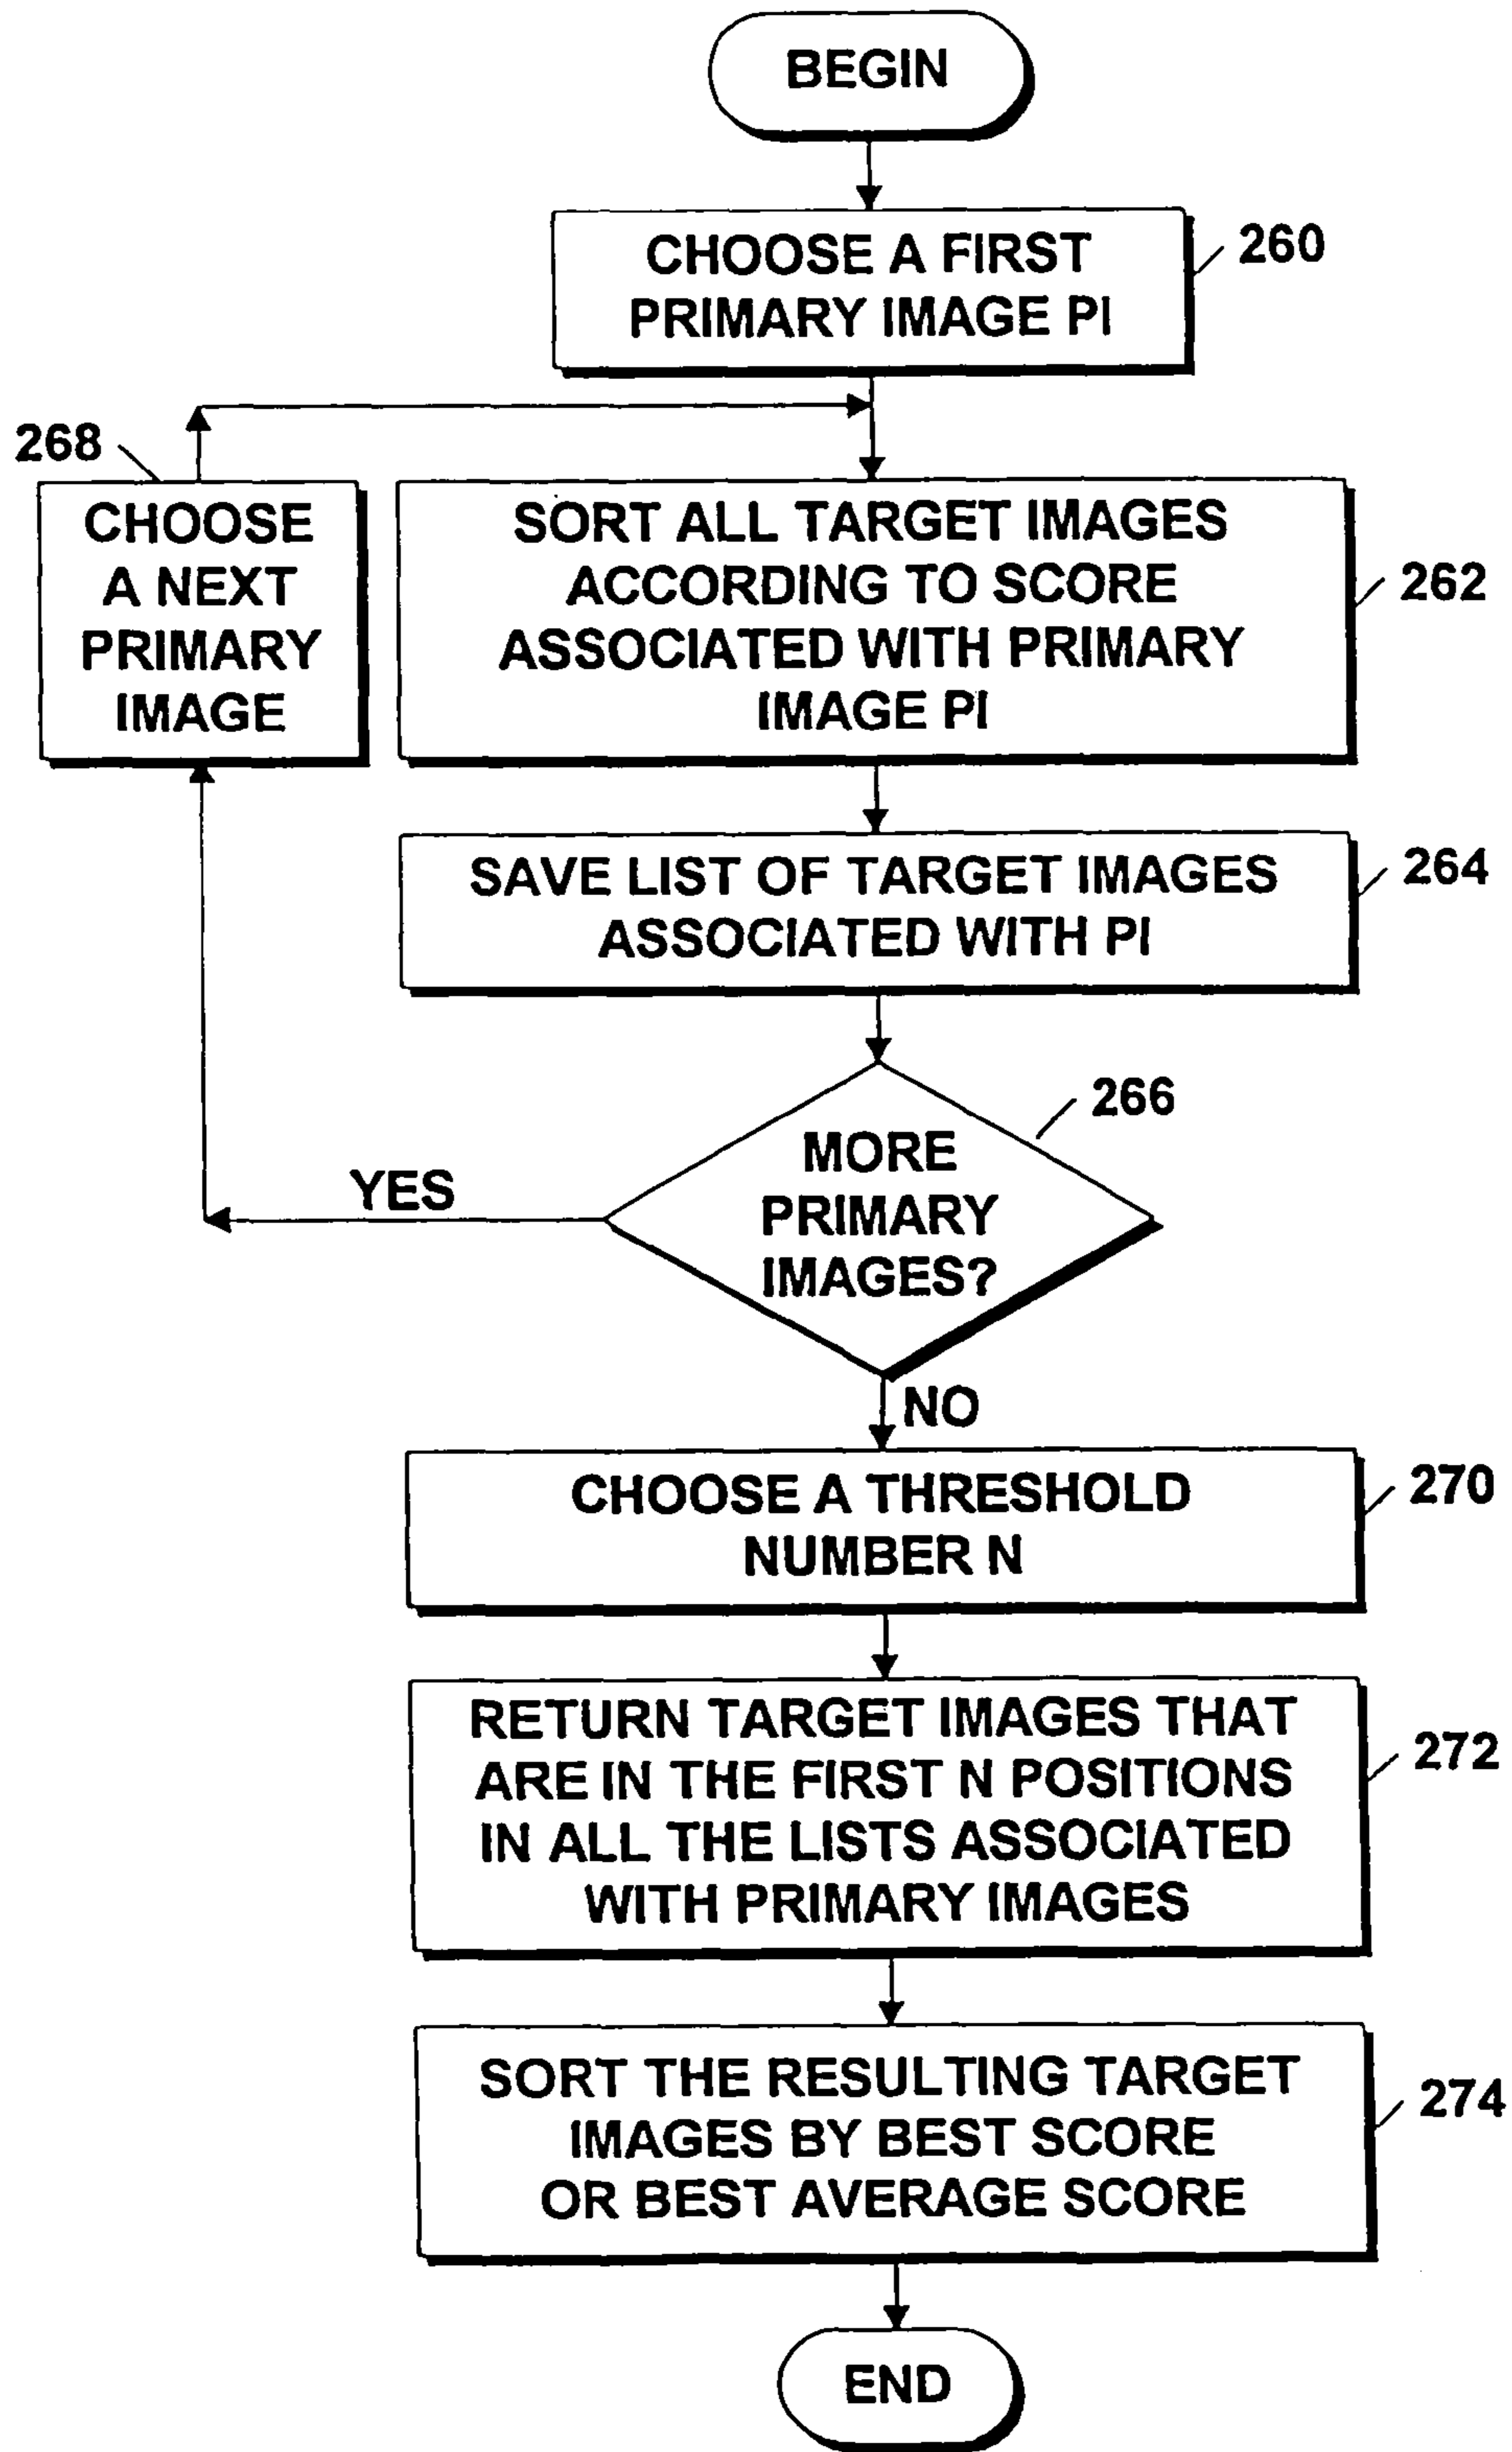 BEGIN
CHOOSE A FIRST
PRIMARY IMAGE PI
260
268
CHOOSE
A NEXT
PRIMARY
IMAGE
SORT ALL TARGET IMAGES
ACCORDING TO SCORE
ASSOCIATED WITH PRIMARY
IMAGE PI
262
SAVE LIST OF TARGET IMAGES
ASSOCIATED WITH PI
264
266
MORE
PRIMARY
IMAGES?
YES
NO
CHOOSE A THRESHOLD
NUMBER N
270
RETURN TARGET IMAGES THAT
ARE IN THE FIRST N POSITIONS
IN ALL THE LISTS ASSOCIATED
WITH PRIMARY IMAGES
272
SORT THE RESULTING TARGET
IMAGES BY BEST SCORE
OR BEST AVERAGE SCORE
274
END